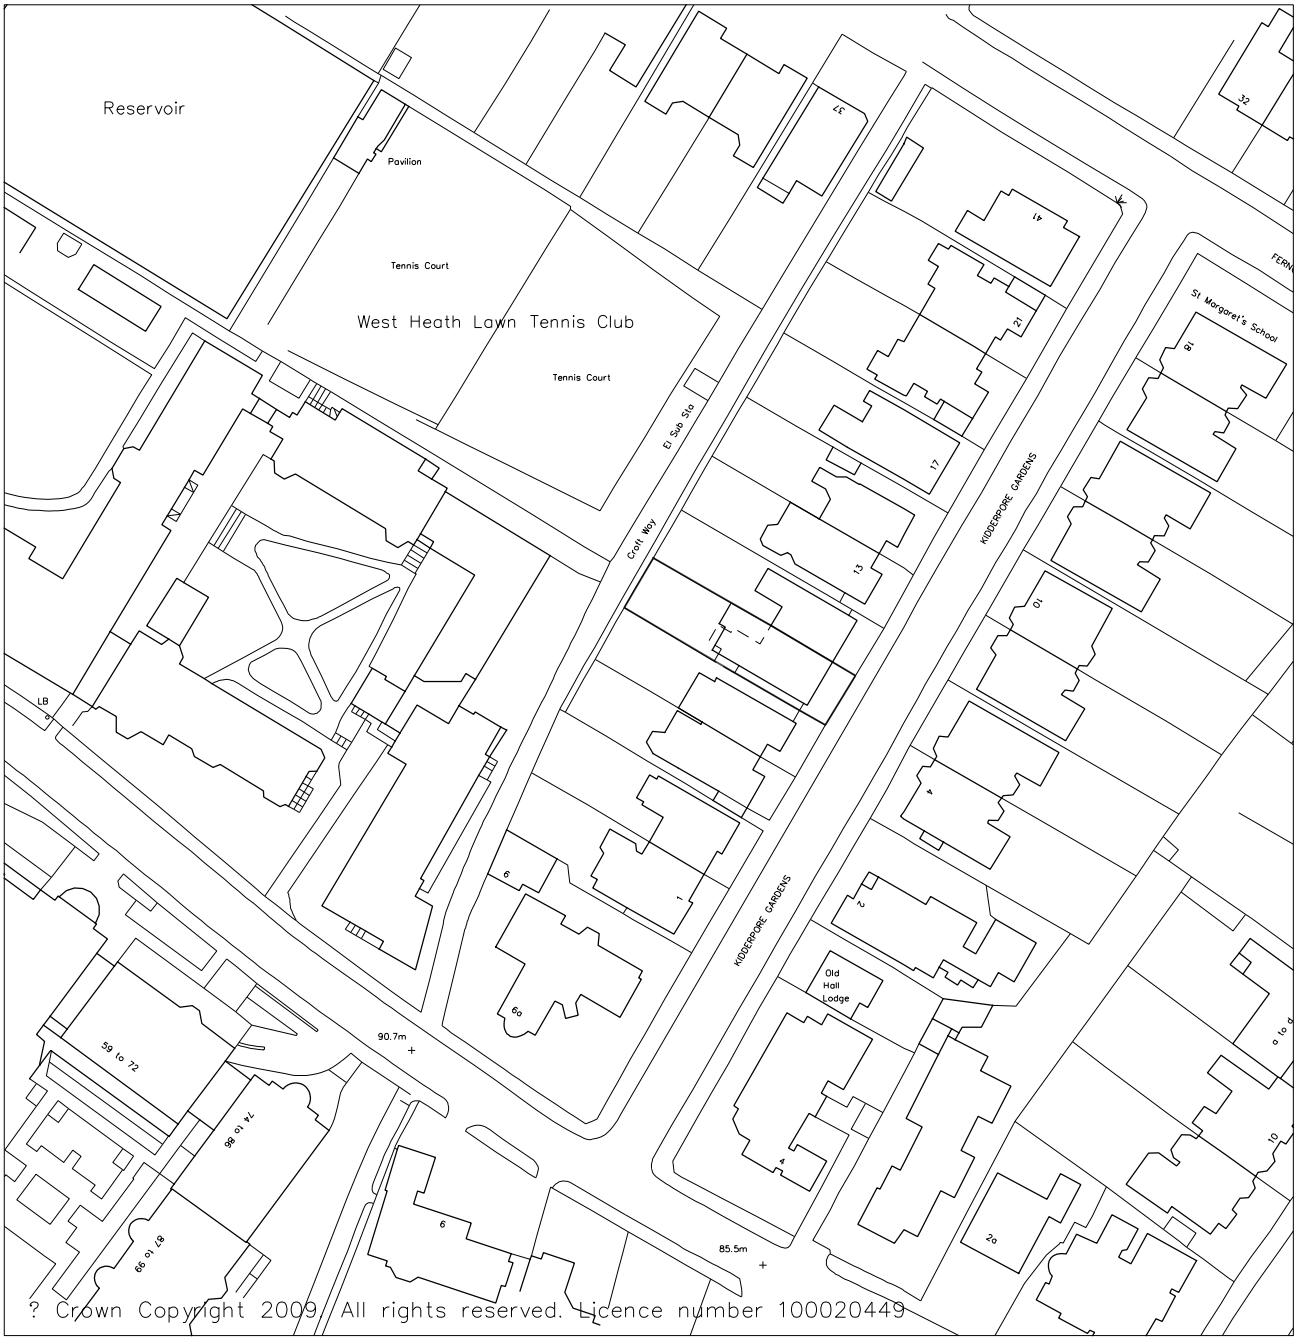 32
37
Reservoir
Pavilion
41
Tennis Court
St Margaret's School
West Heath Lawn Tennis Club
21
18
Tennis Court
El Sub Sta
17
KIDDERPORE GARDENS
Croft Way
13
10
LB
4
6
1
2
KIDDERPORE GARDENS
Old
Hall
Lodge
6a
90.7m
59 to 72
a to d
74 to 86
10
4
6
2a
85.5m
87 to 99
? Crown Copyright 2009. All rights reserved. Licence number 100020449